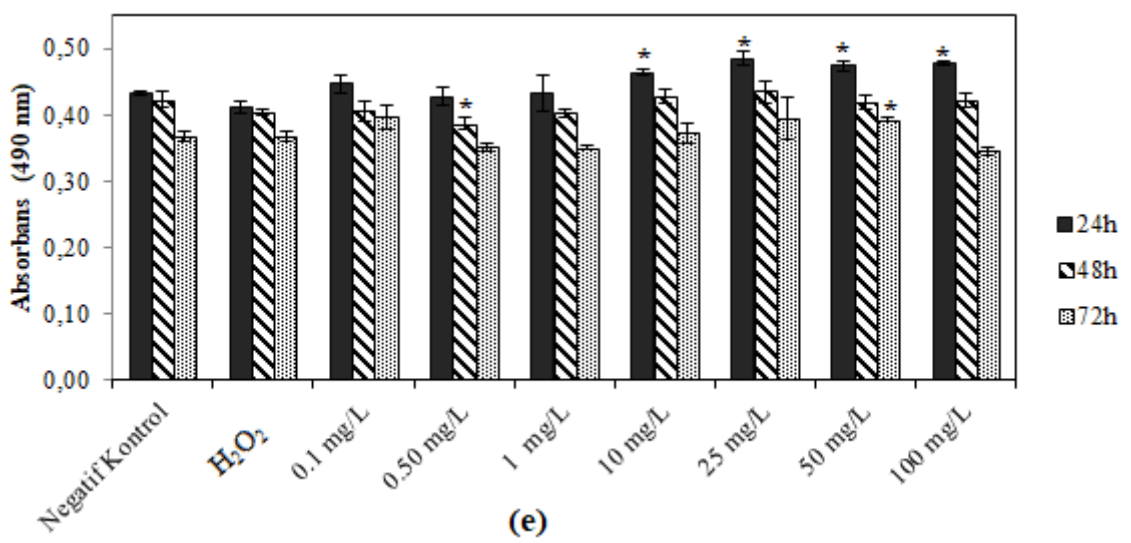 Absorbans (490 nm)
0,50
0,40
0,30
0,20
0,10
0,00
* * * * * *
24h
48h
72h
Negatif Kontrol
H₂O₂
0.1 mg/L
0.50 mg/L
1 mg/L
10 mg/L
25 mg/L
50 mg/L
100 mg/L
(e)